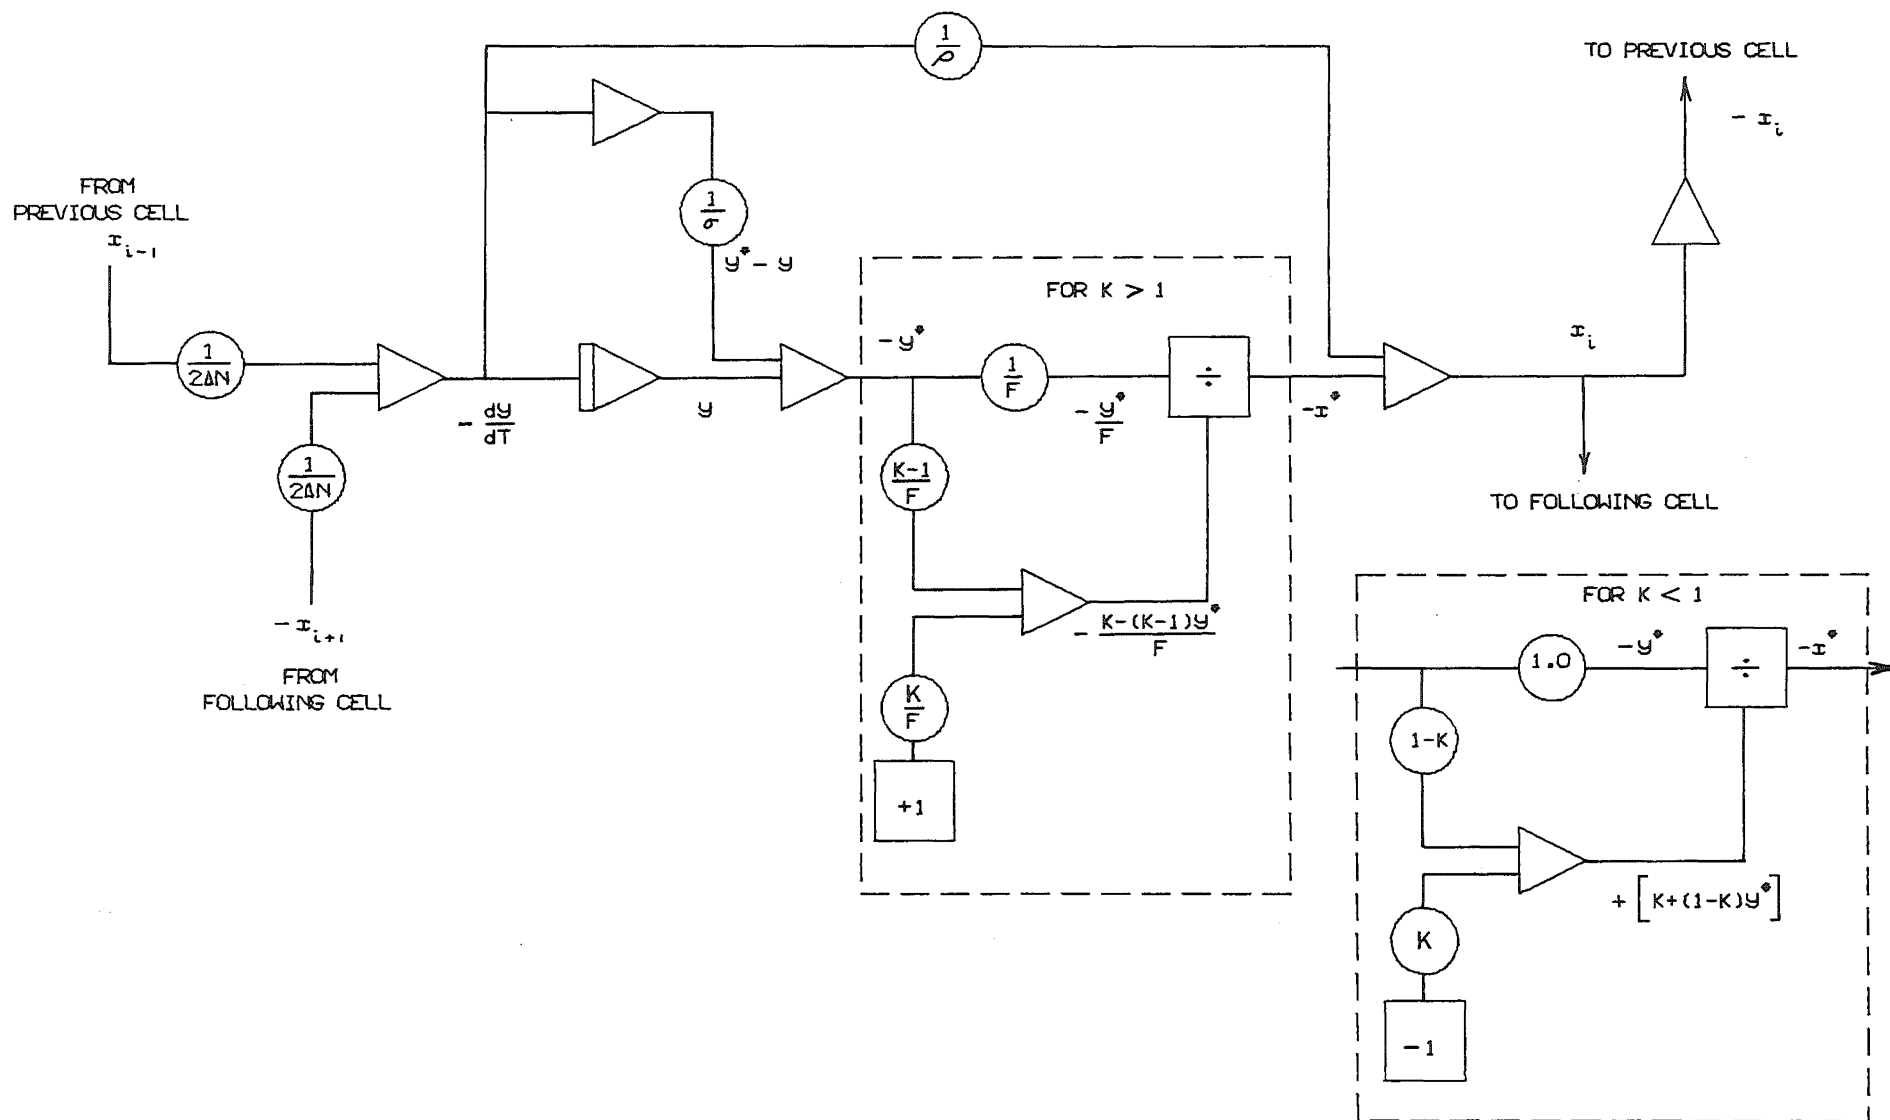 1/ρ
TO PREVIOUS CELL
- x_i
FROM
PREVIOUS CELL
x_{i-1}
1/σ
y* - y
FOR K > 1
1/2ΔN
- dy/dT
y
- y*
1/F
- y*/F
÷
- x*
x_i
TO FOLLOWING CELL
1/2ΔN
- x_{i+1}
FROM
FOLLOWING CELL
K-1/F
- K-(K-1)y*/F
K/F
+1
FOR K < 1
1.0
- y*
÷
- x*
1-K
+ [K+(1-K)y*]
K
-1